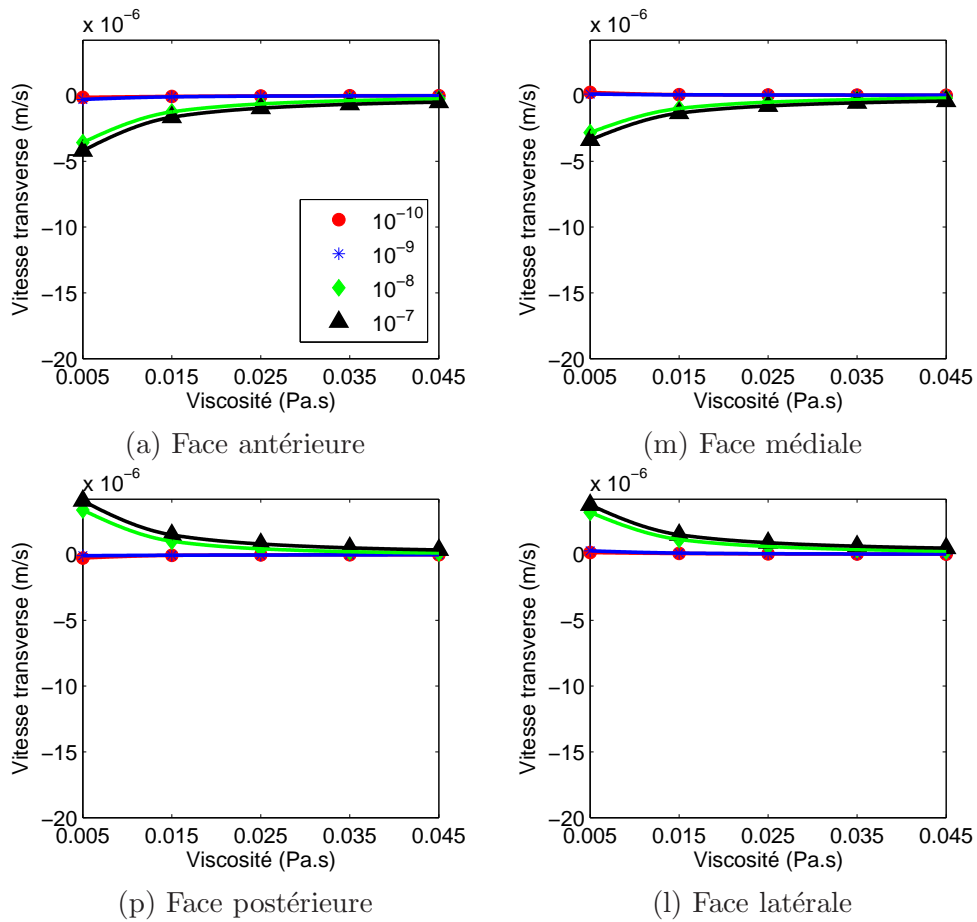 x 10⁻⁶
0
−5
−10
−15
−20
Vitesse transverse (m/s)
10⁻¹⁰
10⁻⁹
10⁻⁸
10⁻⁷
0.005 0.015 0.025 0.035 0.045
Viscosité (Pa.s)
(a) Face antérieure
x 10⁻⁶
0
−5
−10
−15
−20
Vitesse transverse (m/s)
0.005 0.015 0.025 0.035 0.045
Viscosité (Pa.s)
(m) Face médiale
x 10⁻⁶
0
−5
−10
−15
−20
Vitesse transverse (m/s)
0.005 0.015 0.025 0.035 0.045
Viscosité (Pa.s)
(p) Face postérieure
x 10⁻⁶
0
−5
−10
−15
−20
Vitesse transverse (m/s)
0.005 0.015 0.025 0.035 0.045
Viscosité (Pa.s)
(l) Face latérale